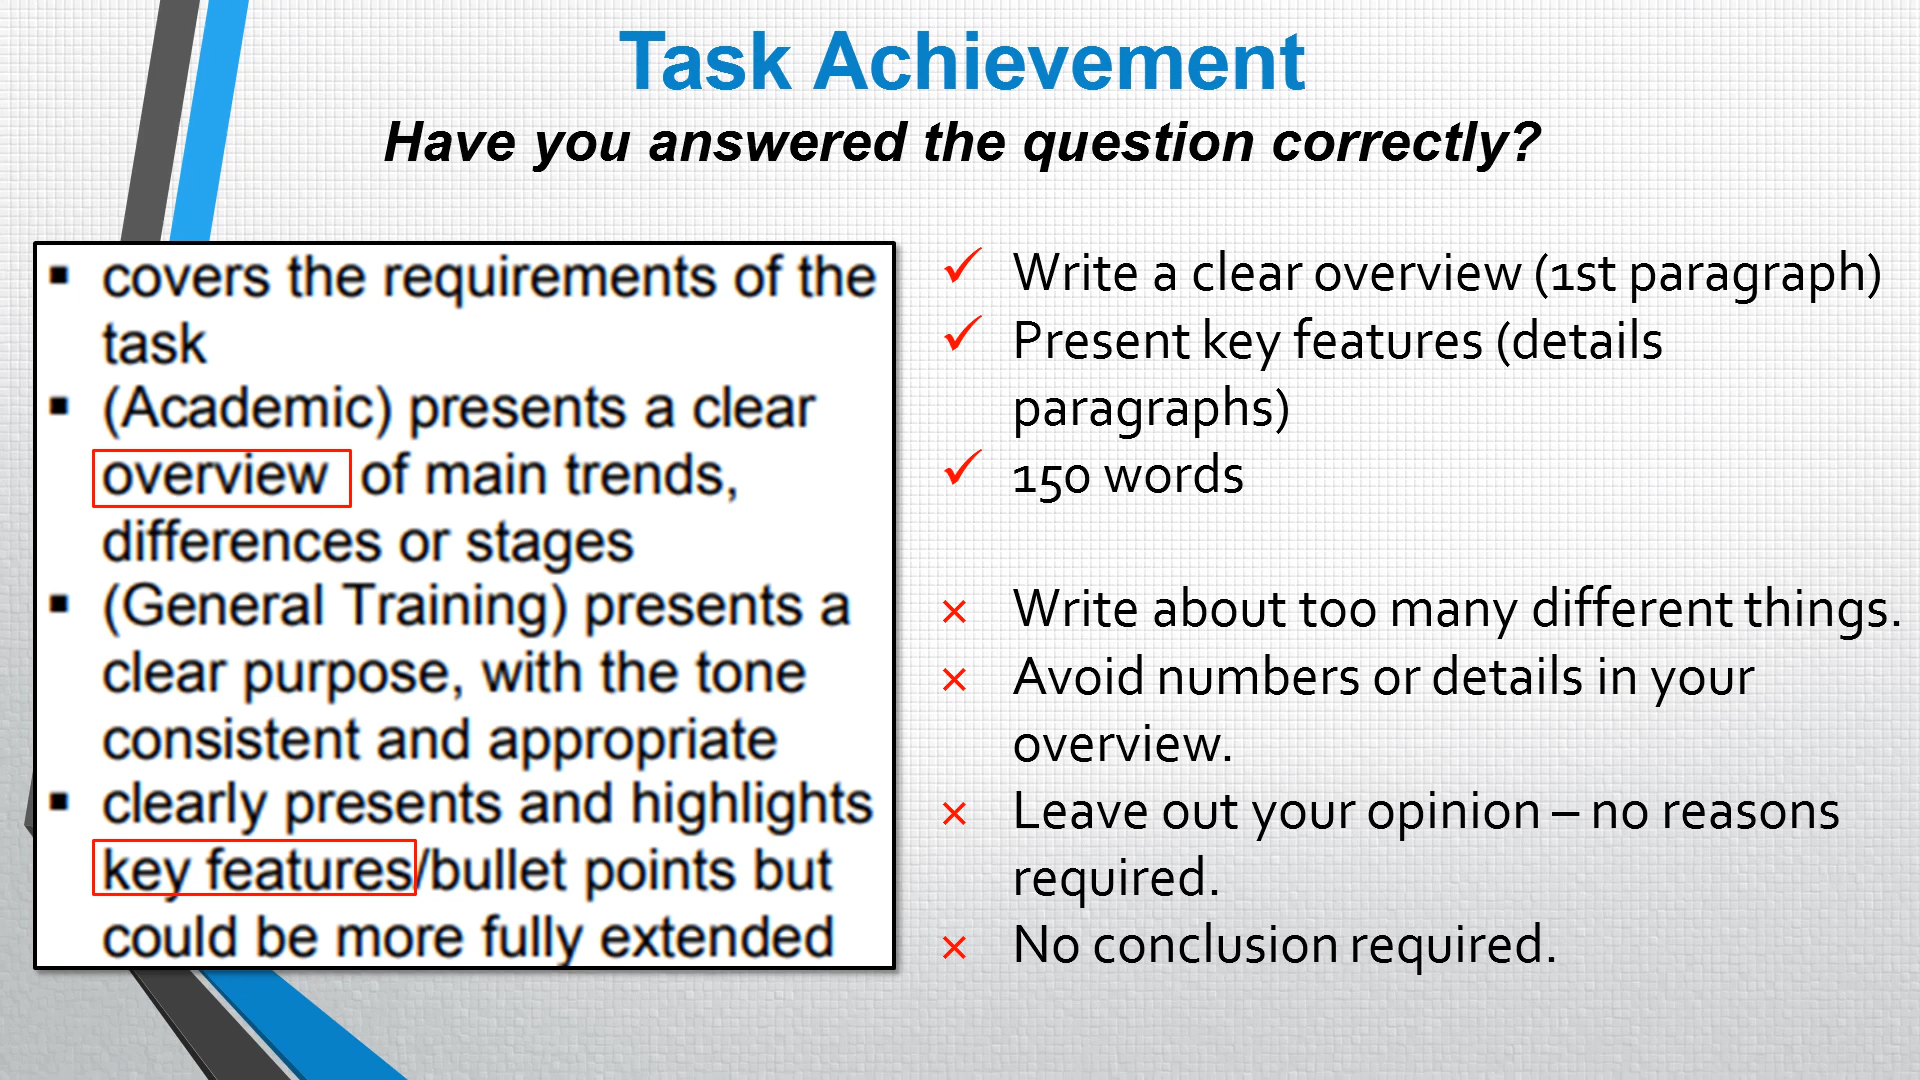 Task Achievement
Have you answered the question correctly?
▪ covers the requirements of the
task
▪ (Academic) presents a clear
overview of main trends,
differences or stages
▪ (General Training) presents a
clear purpose, with the tone
consistent and appropriate
▪ clearly presents and highlights
key features/bullet points but
could be more fully extended
✓ Write a clear overview (1st paragraph)
✓ Present key features (details
paragraphs)
✓ 150 words
× Write about too many different things.
× Avoid numbers or details in your
overview.
× Leave out your opinion – no reasons
required.
× No conclusion required.